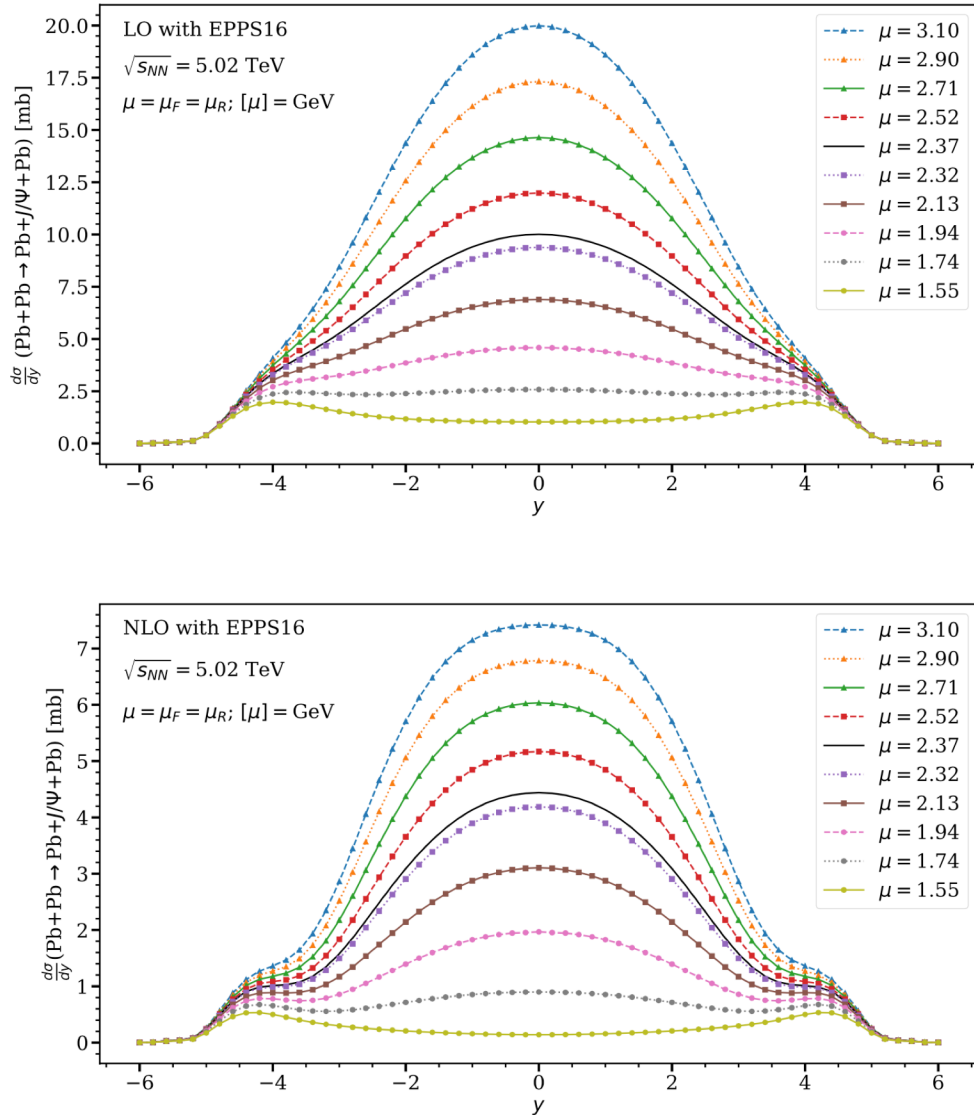 LO with EPPS16
√s_NN = 5.02 TeV
μ = μ_F = μ_R; [μ] = GeV
dσ/dy (Pb+Pb→Pb+J/Ψ+Pb) [mb]
20.0
17.5
15.0
12.5
10.0
7.5
5.0
2.5
0.0
μ = 3.10
μ = 2.90
μ = 2.71
μ = 2.52
μ = 2.37
μ = 2.32
μ = 2.13
μ = 1.94
μ = 1.74
μ = 1.55
−6 −4 −2 0 2 4 6
y
NLO with EPPS16
√s_NN = 5.02 TeV
μ = μ_F = μ_R; [μ] = GeV
dσ/dy (Pb+Pb→Pb+J/Ψ+Pb) [mb]
7
6
5
4
3
2
1
0
μ = 3.10
μ = 2.90
μ = 2.71
μ = 2.52
μ = 2.37
μ = 2.32
μ = 2.13
μ = 1.94
μ = 1.74
μ = 1.55
−6 −4 −2 0 2 4 6
y